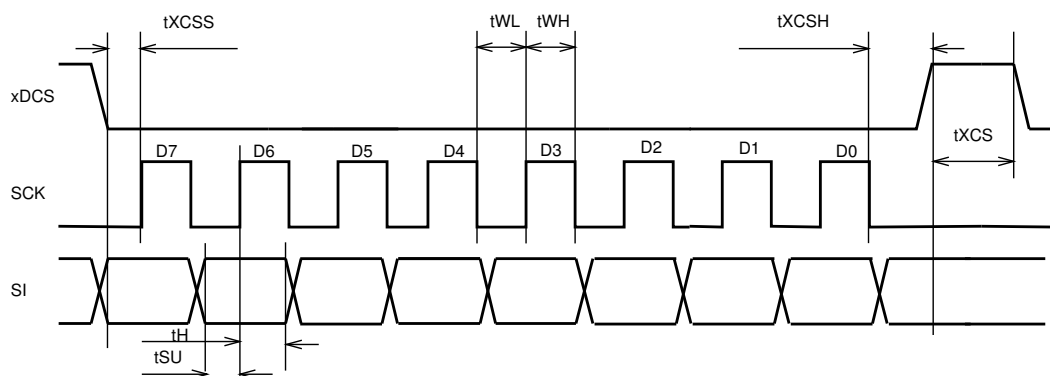 tXCSS tWL tWH tXCSH
xDCS
tXCS
D7 D6 D5 D4 D3 D2 D1 D0
SCK
SI
tH
tSU